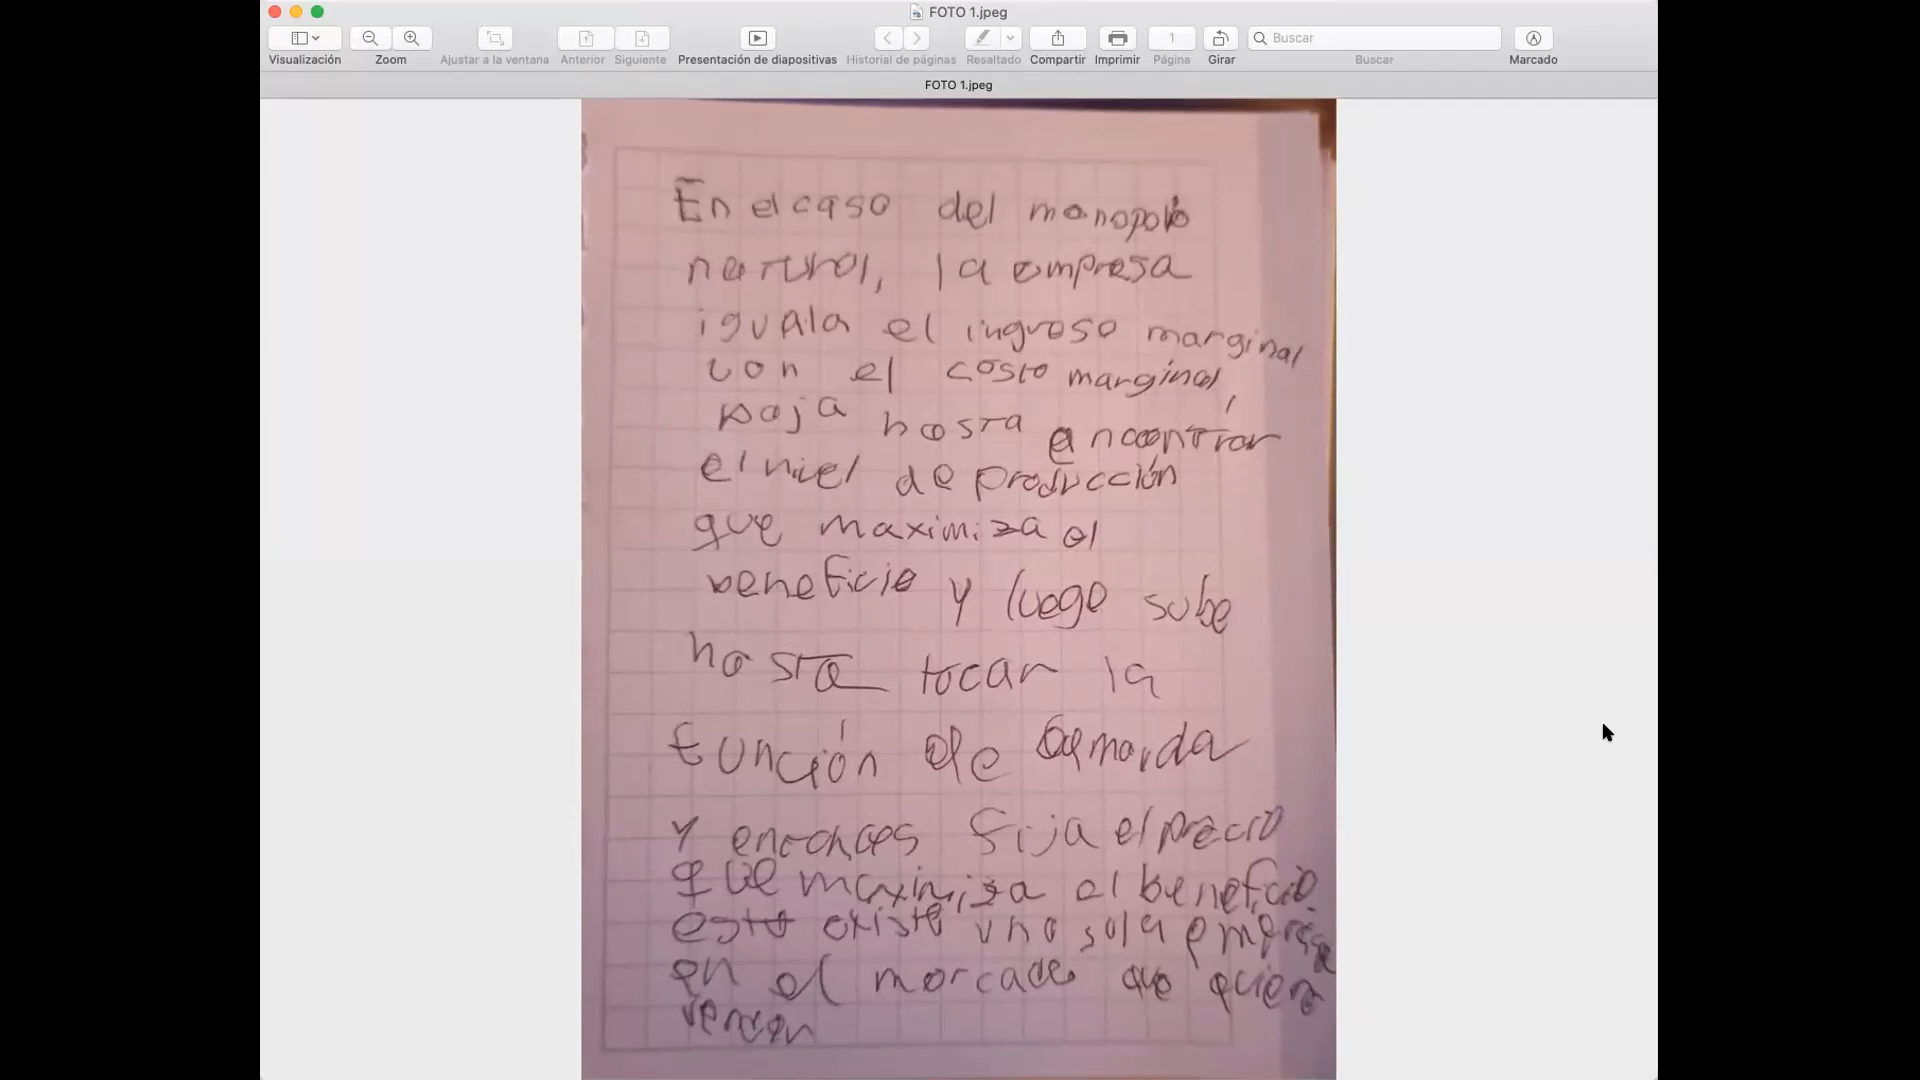 FOTO 1.jpeg
Visualización Zoom Ajustar a la ventana Anterior Siguiente Presentación de diapositivas Historial de páginas Resaltado Compartir Imprimir 1 Página Girar Buscar Buscar Marcado
FOTO 1.jpeg
En el caso del monopolio
natural, la empresa
iguala el ingreso marginal
con el costo marginal,
baja hasta encontrar
el nivel de producción
que maximiza el
beneficio y luego sube
hasta tocar la
función de demanda
y entonces fija el precio
que maximiza el beneficio
esto existe una sola empresa
en el mercado que quiera
vender